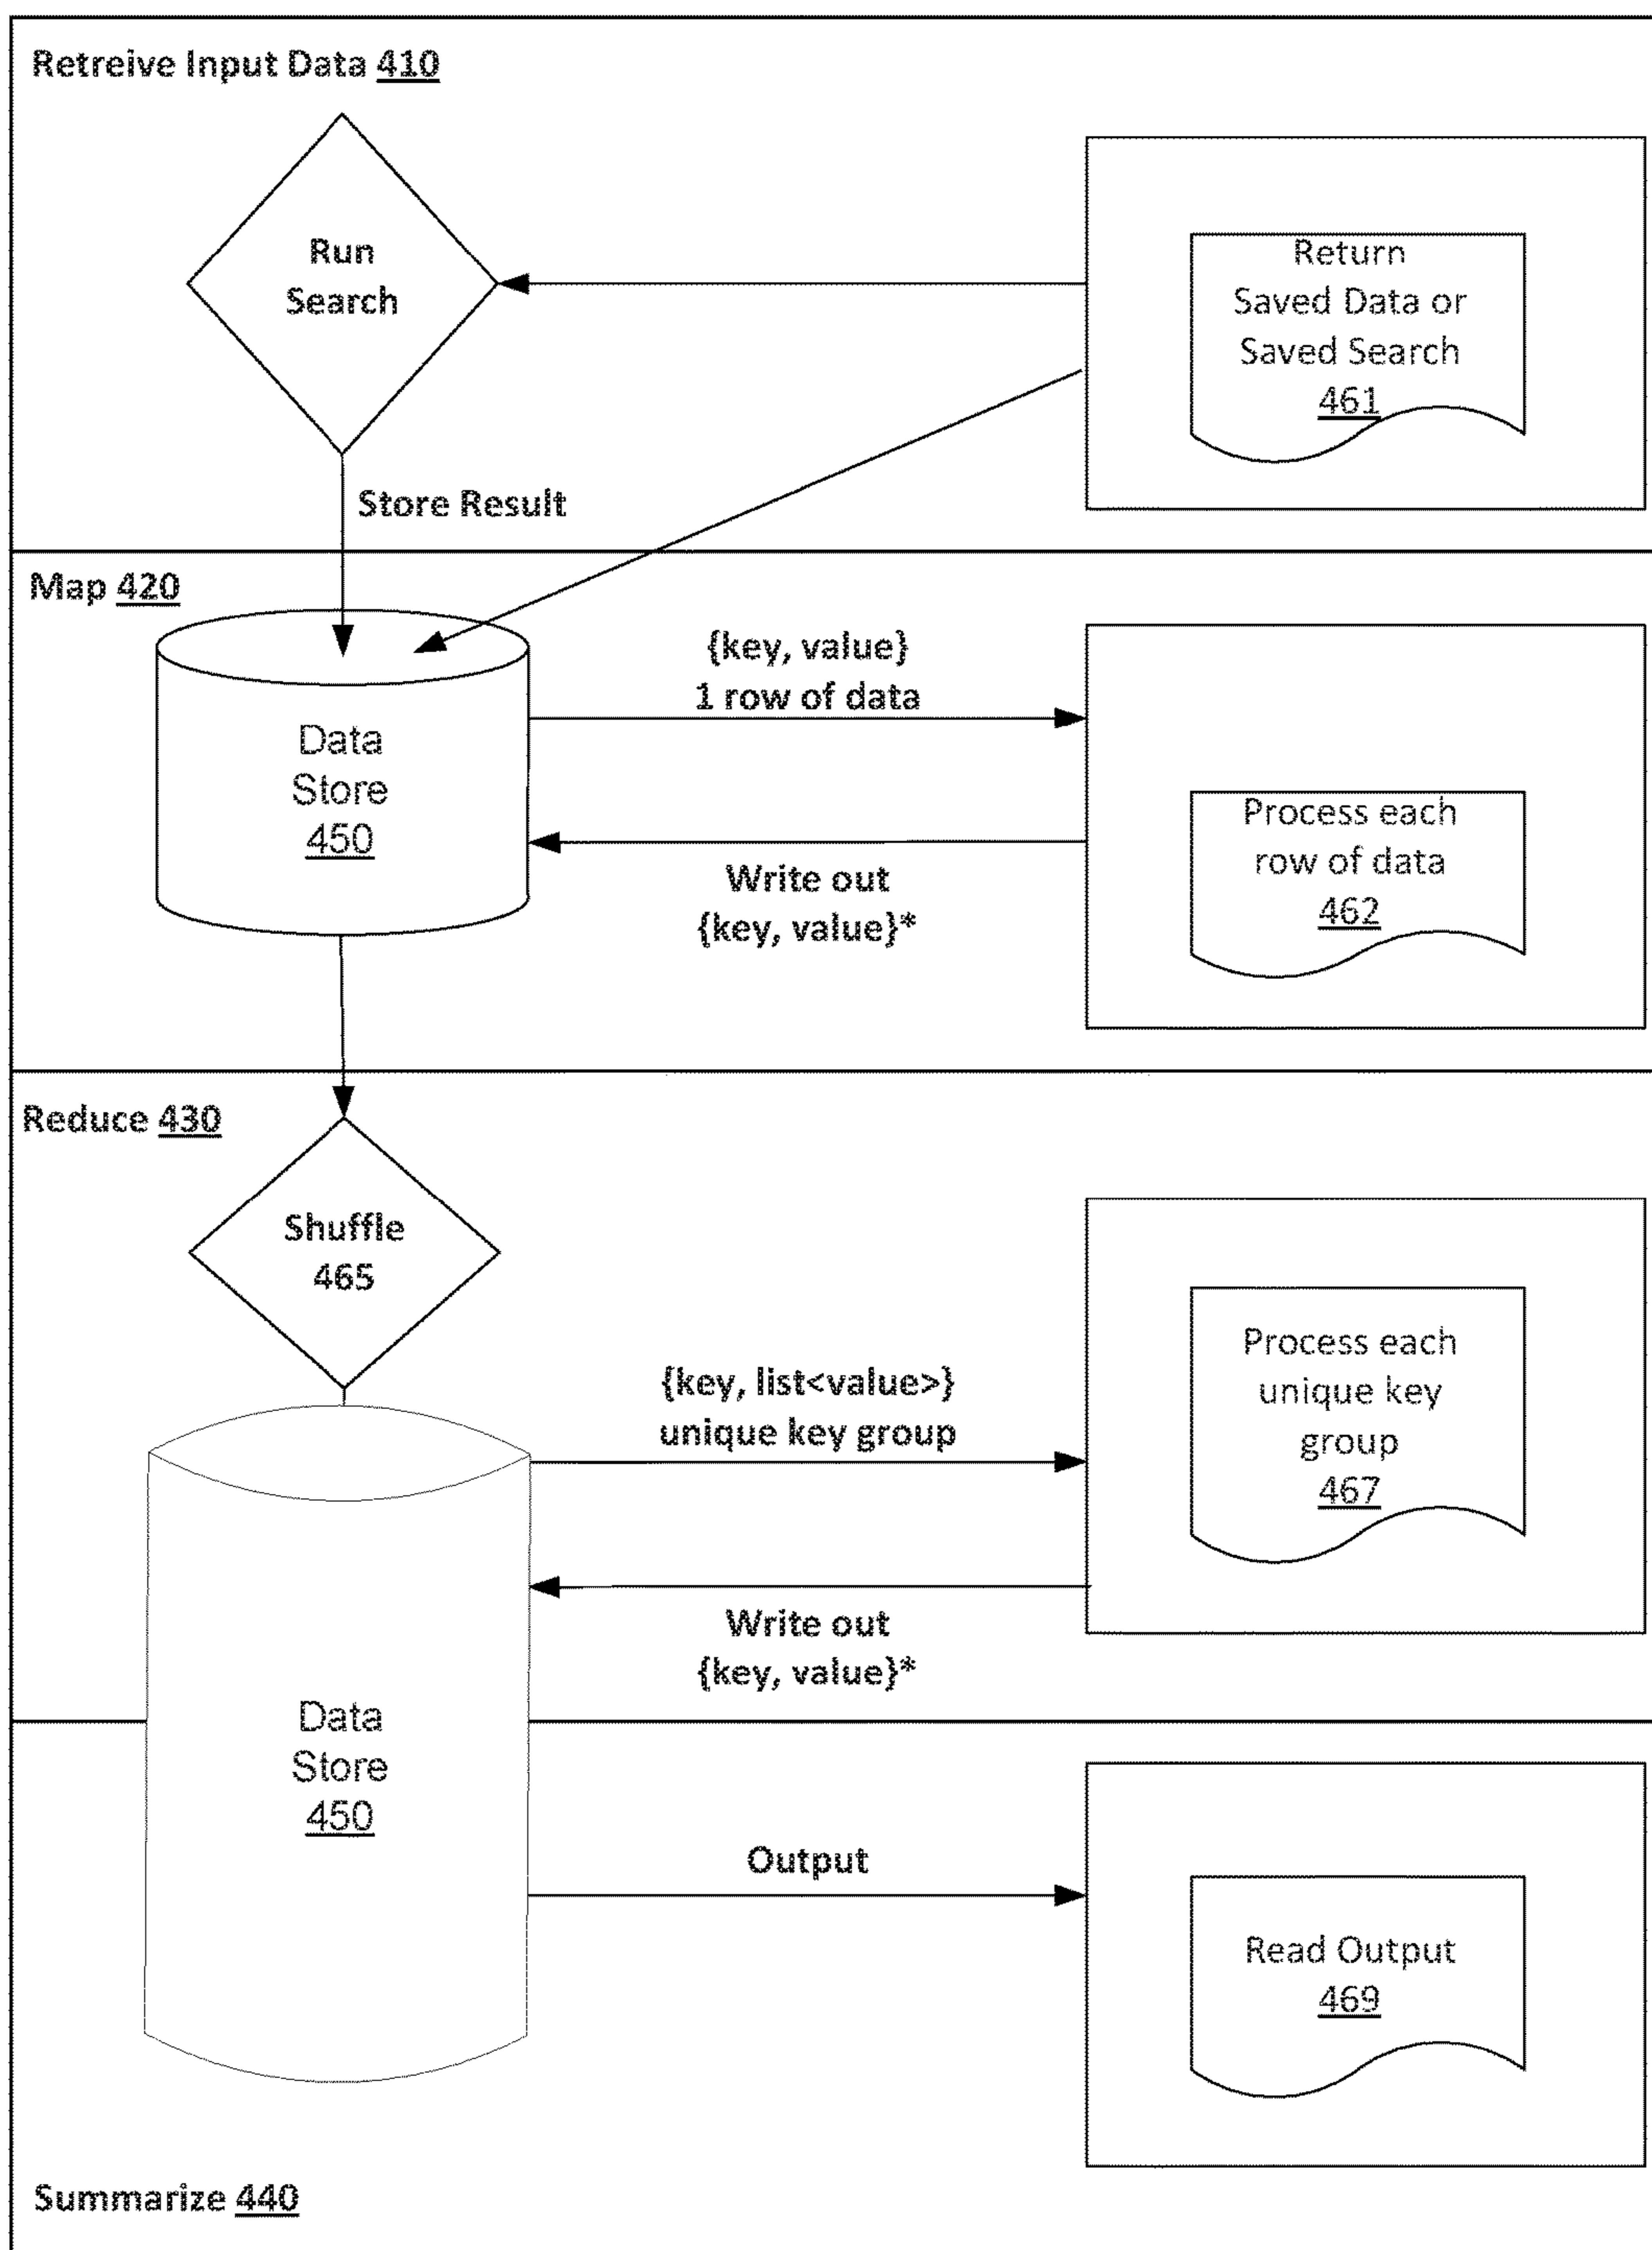 Retreive Input Data 410
Run
Search
Return
Saved Data or
Saved Search
461
Store Result
Map 420
{key, value}
1 row of data
Data
Store
450
Write out
{key, value}*
Process each
row of data
462
Reduce 430
Shuffle
465
{key, list<value>}
unique key group
Process each
unique key
group
467
Write out
{key, value}*
Data
Store
450
Output
Read Output
469
Summarize 440